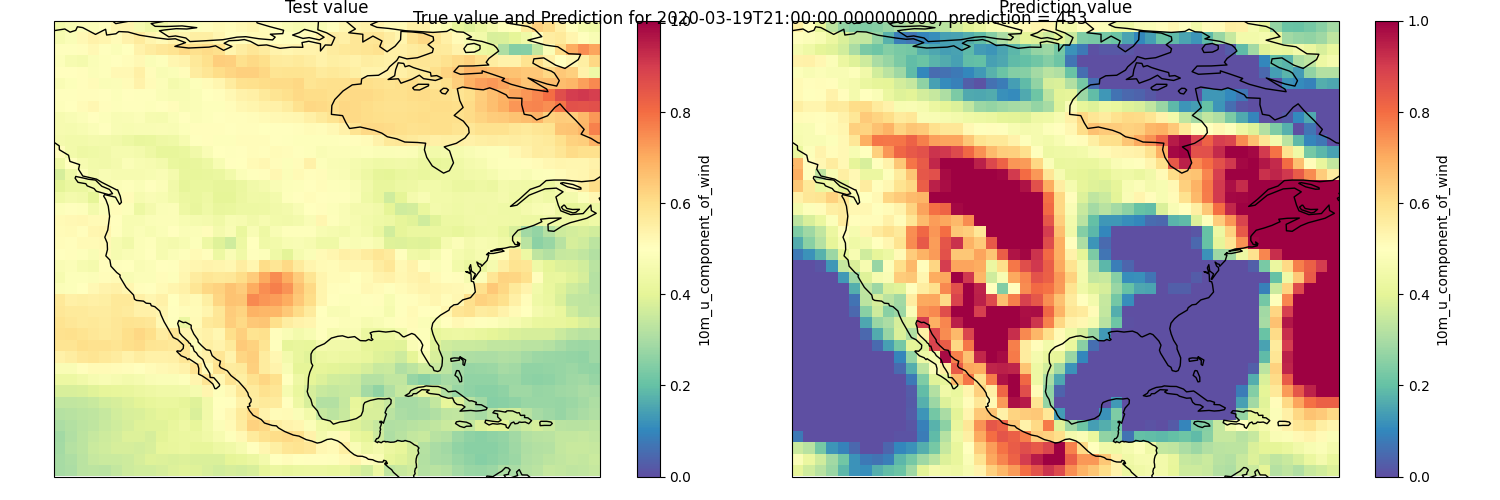 Test value
True value and Prediction for 2020-03-19T21:00:00.000000000, prediction = 453
Prediction value
1.0
0.8
0.6
0.4
0.2
0.0
10m_u_component_of_wind
1.0
0.8
0.6
0.4
0.2
0.0
10m_u_component_of_wind